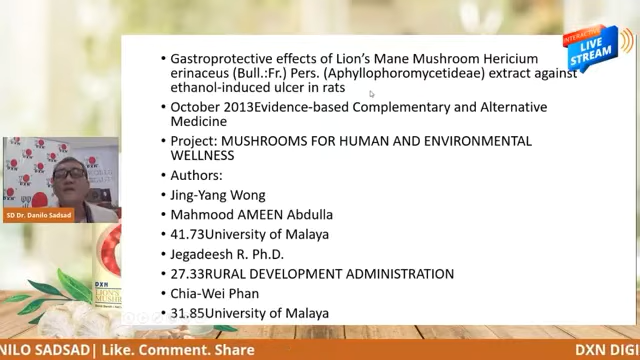 INTERACTIVE
LIVE
STREAM
• Gastroprotective effects of Lion's Mane Mushroom Hericium
erinaceus (Bull.:Fr.) Pers. (Aphyllophoromycetideae) extract against
ethanol-induced ulcer in rats
• October 2013Evidence-based Complementary and Alternative
Medicine
• Project: MUSHROOMS FOR HUMAN AND ENVIRONMENTAL
WELLNESS
• Authors:
• Jing-Yang Wong
• Mahmood AMEEN Abdulla
• 41.73University of Malaya
• Jegadeesh R. Ph.D.
• 27.33RURAL DEVELOPMENT ADMINISTRATION
• Chia-Wei Phan
• 31.85University of Malaya
SD Dr. Danilo Sadsad
DXN
NILO SADSAD| Like. Comment. Share
DXN DIGI